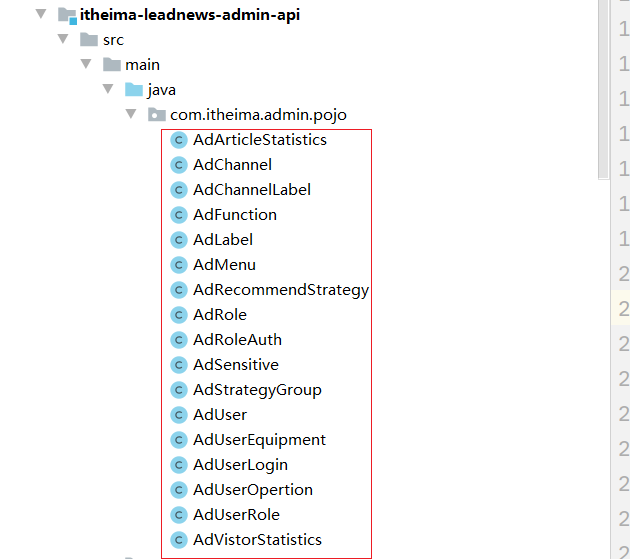 itheima-leadnews-admin-api
src
main
java
com.itheima.admin.pojo
C AdArticleStatistics
C AdChannel
C AdChannelLabel
C AdFunction
C AdLabel
C AdMenu
C AdRecommendStrategy
C AdRole
C AdRoleAuth
C AdSensitive
C AdStrategyGroup
C AdUser
C AdUserEquipment
C AdUserLogin
C AdUserOpertion
C AdUserRole
C AdVistorStatistics